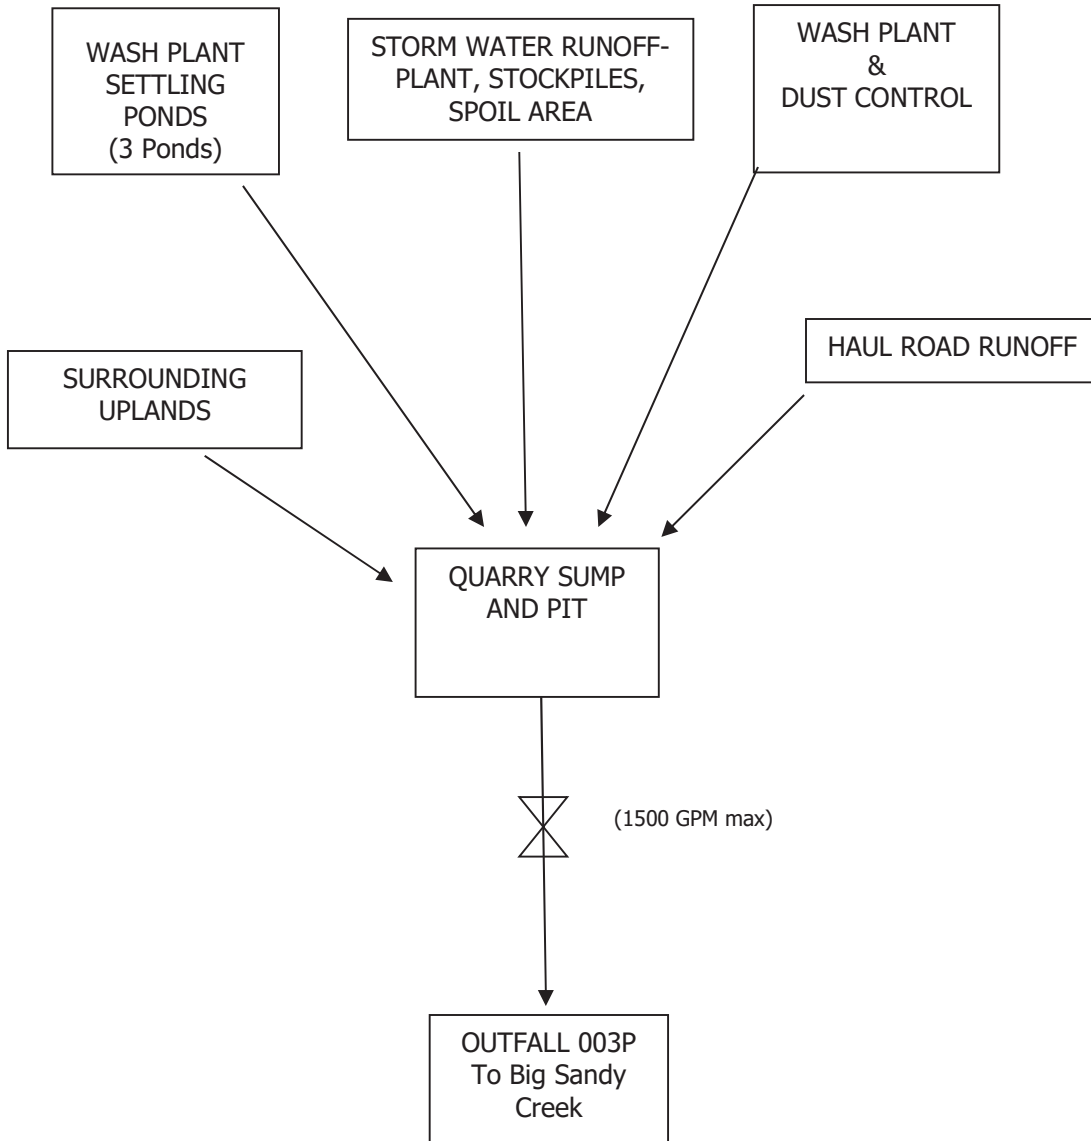 WASH PLANT
SETTLING
PONDS
(3 Ponds)
STORM WATER RUNOFF-
PLANT, STOCKPILES,
SPOIL AREA
WASH PLANT
&
DUST CONTROL
SURROUNDING
UPLANDS
HAUL ROAD RUNOFF
QUARRY SUMP
AND PIT
(1500 GPM max)
OUTFALL 003P
To Big Sandy
Creek